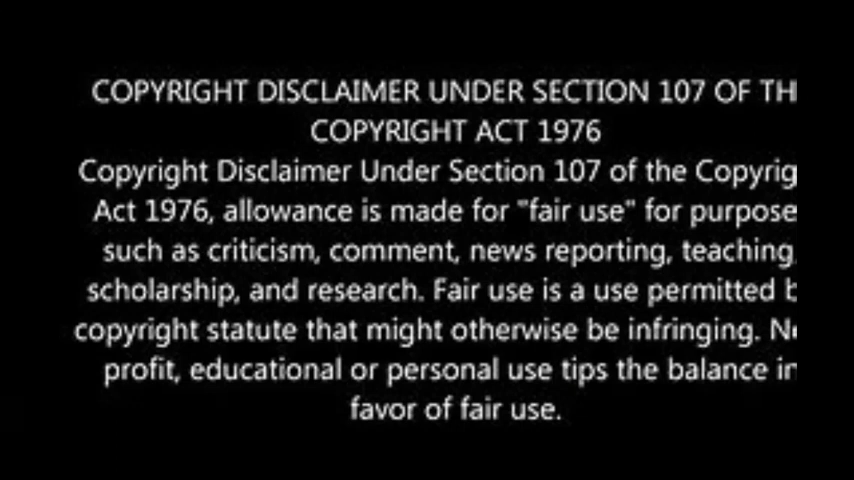 COPYRIGHT DISCLAIMER UNDER SECTION 107 OF TH
COPYRIGHT ACT 1976
Copyright Disclaimer Under Section 107 of the Copyrig
Act 1976, allowance is made for "fair use" for purpose
such as criticism, comment, news reporting, teaching,
scholarship, and research. Fair use is a use permitted b
copyright statute that might otherwise be infringing. N
profit, educational or personal use tips the balance in
favor of fair use.